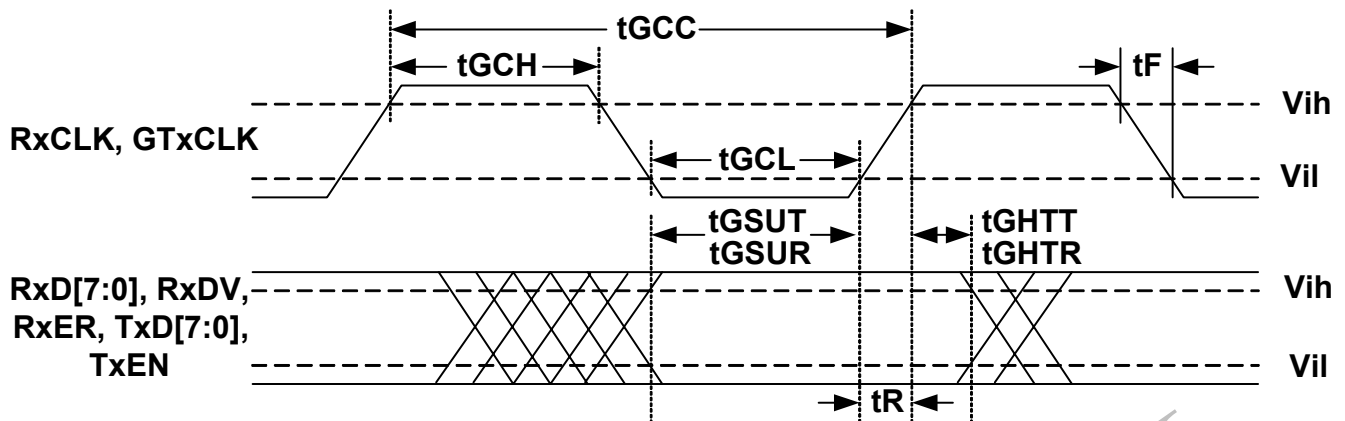 tGCC
tGCH
tF
Vih
RxCLK, GTxCLK
tGCL
Vil
tGSUT
tGSUR
tGHTT
tGHTR
RxD[7:0], RxDV,
RxER, TxD[7:0],
TxEN
Vih
Vil
tR